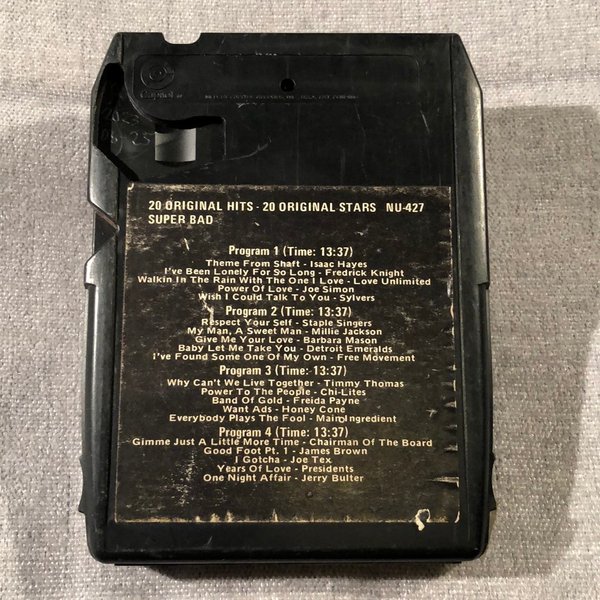 Capitol
20 ORIGINAL HITS - 20 ORIGINAL STARS NU-427
SUPER BAD
Program 1 (Time: 13:37)
Theme From Shaft - Isaac Hayes
I've Been Lonely For So Long - Fredrick Knight
Walkin In The Rain With The One I Love - Love Unlimited
Power Of Love - Joe Simon
Wish I Could Talk To You - Sylvers
Program 2 (Time: 13:37)
Respect Your Self - Staple Singers
My Man, A Sweet Man - Millie Jackson
Give Me Your Love - Barbara Mason
Baby Let Me Take You - Detroit Emeralds
I've Found Some One Of My Own - Free Movement
Program 3 (Time: 13:37)
Why Can't We Live Together - Timmy Thomas
Power To The People - Chi-Lites
Band Of Gold - Freida Payne
Want Ads - Honey Cone
Everybody Plays The Fool - Main Ingredient
Program 4 (Time: 13:37)
Gimme Just A Little More Time - Chairman Of The Board
Good Foot Pt. 1 - James Brown
I Gotcha - Joe Tex
Years Of Love - Presidents
One Night Affair - Jerry Bulter